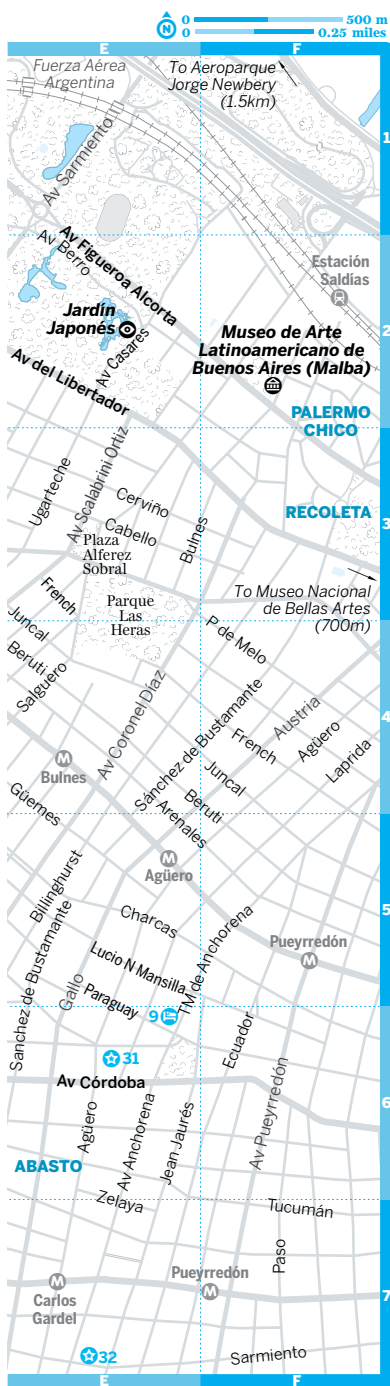 0 500 m
N
0 0.25 miles
E F
Fuerza Aérea
Argentina
To Aeroparque
Jorge Newbery
(1.5km)
1
Av Sarmiento
Av Figueroa Alcorta
Av Berro
Estación
Saldías
Jardín
Japonés
Av Casares
2
Museo de Arte
Latinoamericano de
Buenos Aires (Malba)
Av del Libertador
PALERMO
CHICO
Ugarteche
Av Scalabrini Ortiz
Cerviño
Cabello
Bulnes
RECOLETA
3
Plaza
Alferez
Sobral
French
Parque
Las
Heras
To Museo Nacional
de Bellas Artes
(700m)
Juncal
Beruti
Salguero
P de Melo
Av Coronel Díaz
Sánchez de Bustamante
Austria
French
Agüero
Laprida
4
Juncal
Beruti
Arenales
M
Bulnes
Güemes
M
Agüero
Billinghurst
Sanchez de Bustamante
Charcas
5
Pueyrredón
M
Lucio N Mansilla
TM de Anchorena
Gallo
Paraguay
9
Ecuador
31
Av Córdoba
6
Agüero
Av Anchorena
Jean Jaurés
Av Pueyrredón
ABASTO
Zelaya
Tucumán
Paso
M
Carlos
Gardel
Pueyrredón
M
7
32
Sarmiento
E F